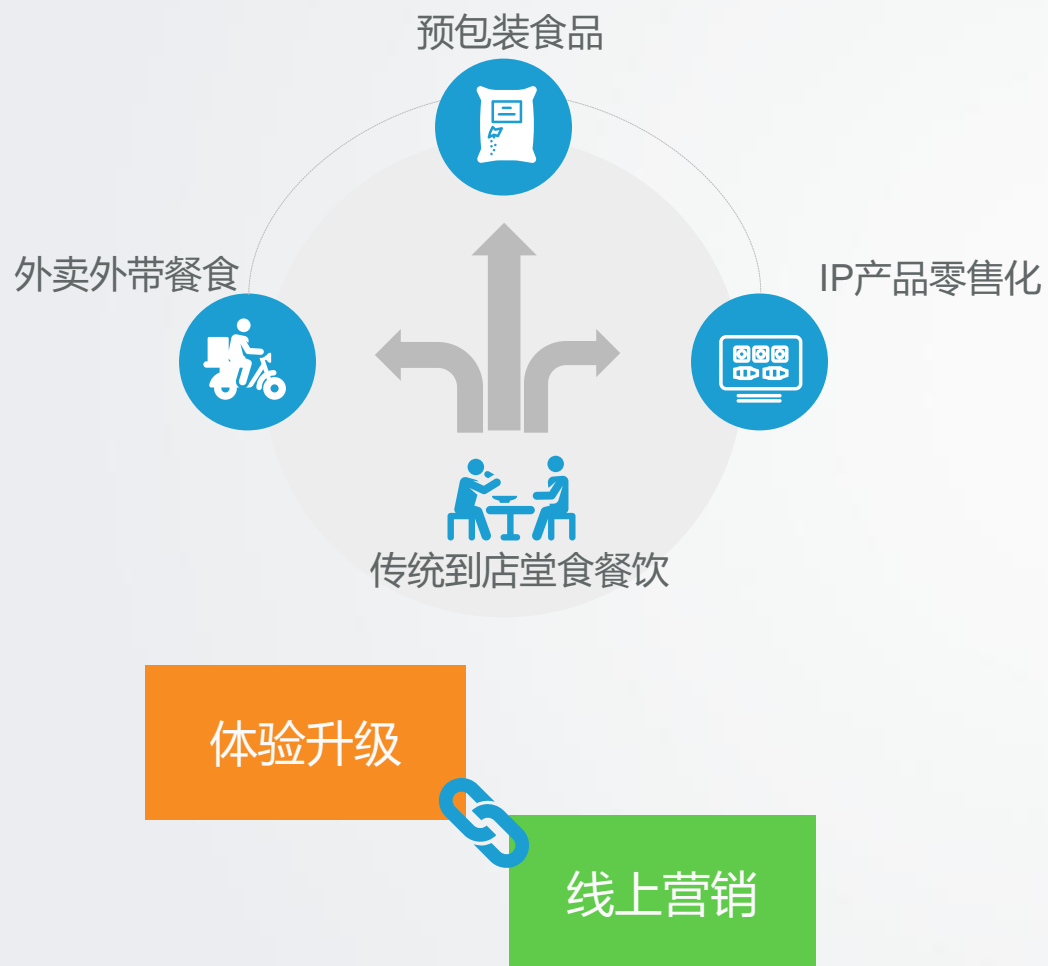 预包装食品
外卖外带餐食
IP产品零售化
传统到店堂食餐饮
体验升级
线上营销